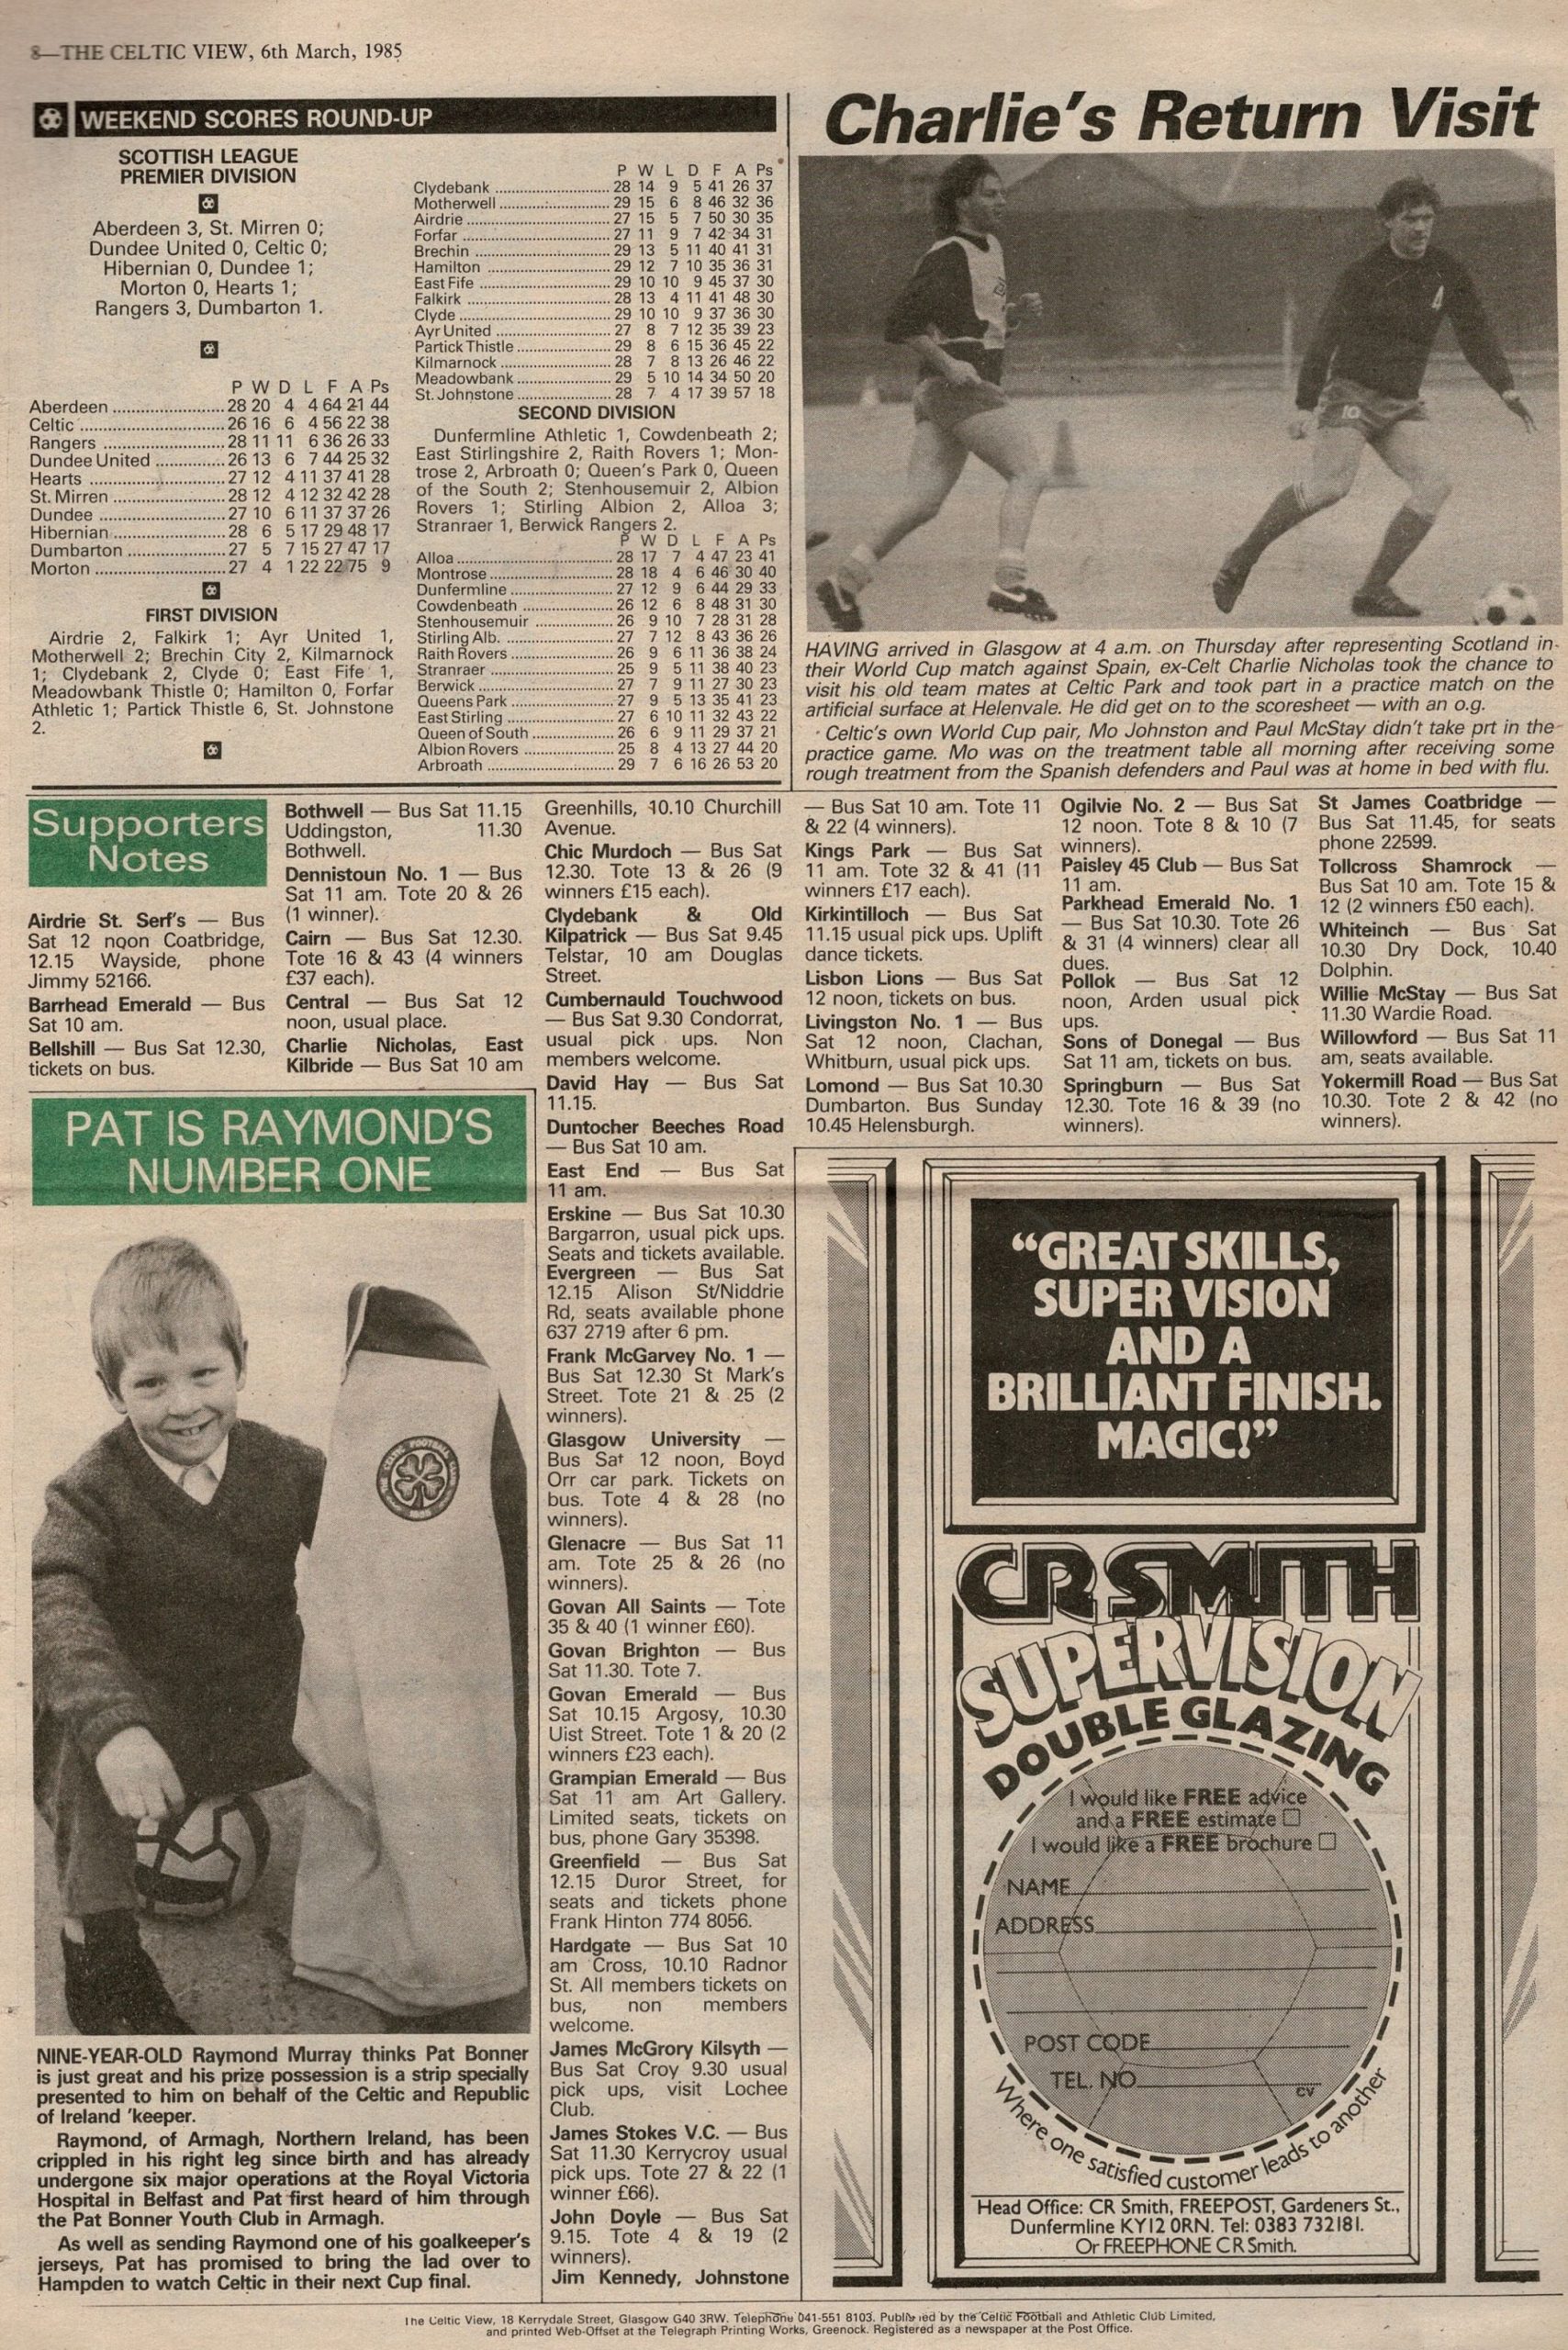 8—THE CELTIC VIEW, 6th March, 1985
WEEKEND SCORES ROUND-UP
SCOTTISH LEAGUE
PREMIER DIVISION
Aberdeen 3, St. Mirren 0;
Dundee United 0, Celtic 0;
Hibernian 0, Dundee 1;
Morton 0, Hearts 1;
Rangers 3, Dumbarton 1.
P W D L F A Ps
Aberdeen ........................ 28 20 4 4 64 21 44
Celtic ........................ 26 16 6 4 56 22 38
Rangers ........................ 28 11 11 6 36 26 33
Dundee United ........................ 26 13 6 7 44 25 32
Hearts ........................ 27 12 4 11 37 41 28
St. Mirren ........................ 28 12 4 12 32 42 28
Dundee ........................ 27 10 6 11 37 37 26
Hibernian ........................ 28 6 5 17 29 48 17
Dumbarton ........................ 27 5 7 15 27 47 17
Morton ........................ 27 4 1 22 22 75 9
FIRST DIVISION
Airdrie 2, Falkirk 1; Ayr United 1,
Motherwell 2; Brechin City 2, Kilmarnock
1; Clydebank 2, Clyde 0; East Fife 1,
Meadowbank Thistle 0; Hamilton 0, Forfar
Athletic 1; Partick Thistle 6, St. Johnstone
2.
P W L D F A Ps
Clydebank ........................ 28 14 9 5 41 26 37
Motherwell ........................ 29 15 6 8 46 32 36
Airdrie ........................ 27 15 5 7 50 30 35
Forfar ........................ 27 11 9 7 42 34 31
Brechin ........................ 29 13 5 11 40 41 31
Hamilton ........................ 29 12 7 10 35 36 31
East Fife ........................ 29 10 10 9 45 37 30
Falkirk ........................ 28 13 4 11 41 48 30
Clyde ........................ 29 10 10 9 37 36 30
Ayr United ........................ 27 8 7 12 35 39 23
Partick Thistle ........................ 29 8 6 15 36 45 22
Kilmarnock ........................ 28 7 8 13 26 46 22
Meadowbank ........................ 29 5 10 14 34 50 20
St. Johnstone ........................ 28 7 4 17 39 57 18
SECOND DIVISION
Dunfermline Athletic 1, Cowdenbeath 2;
East Stirlingshire 2, Raith Rovers 1; Mon-
trose 2, Arbroath 0; Queen's Park 0, Queen
of the South 2; Stenhousemuir 2, Albion
Rovers 1; Stirling Albion 2, Alloa 3;
Stranraer 1, Berwick Rangers 2.
P W D L F A Ps
Alloa ........................ 28 17 7 4 47 23 41
Montrose ........................ 28 18 4 6 46 30 40
Dunfermline ........................ 27 12 9 6 44 29 33
Cowdenbeath ........................ 26 12 6 8 48 31 30
Stenhousemuir ........................ 26 9 10 7 28 31 28
Stirling Alb. ........................ 27 7 12 8 43 36 26
Raith Rovers ........................ 26 9 6 11 36 38 24
Stranraer ........................ 25 9 5 11 38 40 23
Berwick ........................ 27 7 9 11 27 30 23
Queens Park ........................ 27 9 5 13 35 41 23
East Stirling ........................ 27 6 10 11 32 43 22
Queen of South ........................ 26 6 9 11 29 37 21
Albion Rovers ........................ 25 8 4 13 27 44 20
Arbroath ........................ 29 7 6 16 26 53 20
Charlie's Return Visit
4
10
HAVING arrived in Glasgow at 4 a.m. on Thursday after representing Scotland in
their World Cup match against Spain, ex-Celt Charlie Nicholas took the chance to
visit his old team mates at Celtic Park and took part in a practice match on the
artificial surface at Helenvale. He did get on to the scoresheet — with an o.g.
Celtic's own World Cup pair, Mo Johnston and Paul McStay didn't take prt in the
practice game. Mo was on the treatment table all morning after receiving some
rough treatment from the Spanish defenders and Paul was at home in bed with flu.
Supporters
Notes
Airdrie St. Serf's — Bus
Sat 12 noon Coatbridge,
12.15 Wayside, phone
Jimmy 52166.
Barrhead Emerald — Bus
Sat 10 am.
Bellshill — Bus Sat 12.30,
tickets on bus.
Bothwell — Bus Sat 11.15
Uddingston, 11.30
Bothwell.
Dennistoun No. 1 — Bus
Sat 11 am. Tote 20 & 26
(1 winner).
Cairn — Bus Sat 12.30.
Tote 16 & 43 (4 winners
£37 each).
Central — Bus Sat 12
noon, usual place.
Charlie Nicholas, East
Kilbride — Bus Sat 10 am
Greenhills, 10.10 Churchill
Avenue.
Chic Murdoch — Bus Sat
12.30. Tote 13 & 26 (9
winners £15 each).
Clydebank & Old
Kilpatrick — Bus Sat 9.45
Telstar, 10 am Douglas
Street.
Cumbernauld Touchwood
— Bus Sat 9.30 Condorrat,
usual pick ups. Non
members welcome.
David Hay — Bus Sat
11.15.
Duntocher Beeches Road
— Bus Sat 10 am.
East End — Bus Sat
11 am.
Erskine — Bus Sat 10.30
Bargarron, usual pick ups.
Seats and tickets available.
Evergreen — Bus Sat
12.15 Alison St/Niddrie
Rd, seats available phone
637 2719 after 6 pm.
Frank McGarvey No. 1 —
Bus Sat 12.30 St Mark's
Street. Tote 21 & 25 (2
winners).
Glasgow University —
Bus Sat 12 noon, Boyd
Orr car park. Tickets on
bus. Tote 4 & 28 (no
winners).
Glenacre — Bus Sat 11
am. Tote 25 & 26 (no
winners).
Govan All Saints — Tote
35 & 40 (1 winner £60).
Govan Brighton — Bus
Sat 11.30. Tote 7.
Govan Emerald — Bus
Sat 10.15 Argosy, 10.30
Uist Street. Tote 1 & 20 (2
winners £23 each).
Grampian Emerald — Bus
Sat 11 am Art Gallery.
Limited seats, tickets on
bus, phone Gary 35398.
Greenfield — Bus Sat
12.15 Duror Street, for
seats and tickets phone
Frank Hinton 774 8056.
Hardgate — Bus Sat 10
am Cross, 10.10 Radnor
St. All members tickets on
bus, non members
welcome.
James McGrory Kilsyth —
Bus Sat Croy 9.30 usual
pick ups, visit Lochee
Club.
James Stokes V.C. — Bus
Sat 11.30 Kerrycroy usual
pick ups. Tote 27 & 22 (1
winner £66).
John Doyle — Bus Sat
9.15. Tote 4 & 19 (2
winners).
Jim Kennedy, Johnstone
— Bus Sat 10 am. Tote 11
& 22 (4 winners).
Kings Park — Bus Sat
11 am. Tote 32 & 41 (11
winners £17 each).
Kirkintilloch — Bus Sat
11.15 usual pick ups. Uplift
dance tickets.
Lisbon Lions — Bus Sat
12 noon, tickets on bus.
Livingston No. 1 — Bus
Sat 12 noon, Clachan,
Whitburn, usual pick ups.
Lomond — Bus Sat 10.30
Dumbarton. Bus Sunday
10.45 Helensburgh.
Ogilvie No. 2 — Bus Sat
12 noon. Tote 8 & 10 (7
winners).
Paisley 45 Club — Bus Sat
11 am.
Parkhead Emerald No. 1
— Bus Sat 10.30. Tote 26
& 31 (4 winners) clear all
dues.
Pollok — Bus Sat 12
noon, Arden usual pick
ups.
Sons of Donegal — Bus
Sat 11 am, tickets on bus.
Springburn — Bus Sat
12.30. Tote 16 & 39 (no
winners).
St James Coatbridge —
Bus Sat 11.45, for seats
phone 22599.
Tollcross Shamrock —
Bus Sat 10 am. Tote 15 &
12 (2 winners £50 each).
Whiteinch — Bus Sat
10.30 Dry Dock, 10.40
Dolphin.
Willie McStay — Bus Sat
11.30 Wardie Road.
Willowford — Bus Sat 11
am, seats available.
Yokermill Road — Bus Sat
10.30. Tote 2 & 42 (no
winners).
PAT IS RAYMOND'S
NUMBER ONE
NINE-YEAR-OLD Raymond Murray thinks Pat Bonner
is just great and his prize possession is a strip specially
presented to him on behalf of the Celtic and Republic
of Ireland 'keeper.
Raymond, of Armagh, Northern Ireland, has been
crippled in his right leg since birth and has already
undergone six major operations at the Royal Victoria
Hospital in Belfast and Pat first heard of him through
the Pat Bonner Youth Club in Armagh.
As well as sending Raymond one of his goalkeeper's
jerseys, Pat has promised to bring the lad over to
Hampden to watch Celtic in their next Cup final.
"GREAT SKILLS,
SUPER VISION
AND A
BRILLIANT FINISH.
MAGIC!"
CR SMITH
SUPERVISION
DOUBLE GLAZING
I would like FREE advice
and a FREE estimate □
I would like a FREE brochure □
NAME
ADDRESS
POST CODE
TEL. NO
CV
Where one satisfied customer leads to another
Head Office: CR Smith, FREEPOST, Gardeners St.,
Dunfermline KY12 0RN. Tel: 0383 732181.
Or FREEPHONE CR Smith.
The Celtic View, 18 Kerrydale Street, Glasgow G40 3RW. Telephone 041-551 8103. Published by the Celtic Football and Athletic Club Limited,
and printed Web-Offset at the Telegraph Printing Works, Greenock. Registered as a newspaper at the Post Office.